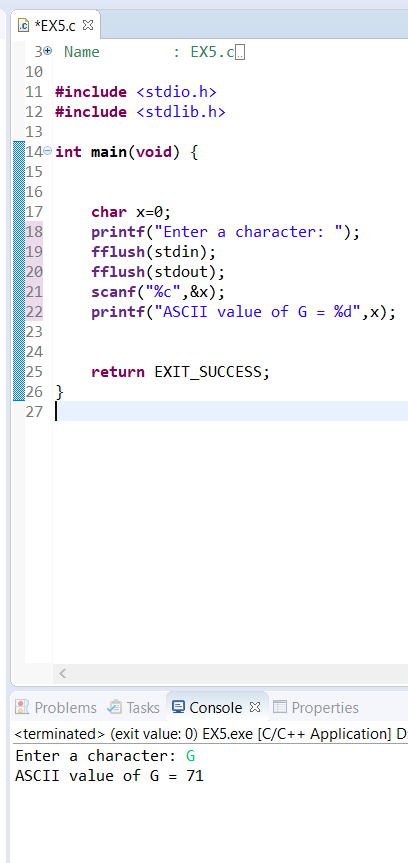 *EX5.c
3 Name : EX5.c..
10
11 #include <stdio.h>
12 #include <stdlib.h>
13
14 int main(void) {
15
16
17 char x=0;
18 printf("Enter a character: ");
19 fflush(stdin);
20 fflush(stdout);
21 scanf("%c",&x);
22 printf("ASCII value of G = %d",x);
23
24
25 return EXIT_SUCCESS;
26 }
27
Problems Tasks Console Properties
<terminated> (exit value: 0) EX5.exe [C/C++ Application] D:
Enter a character: G
ASCII value of G = 71